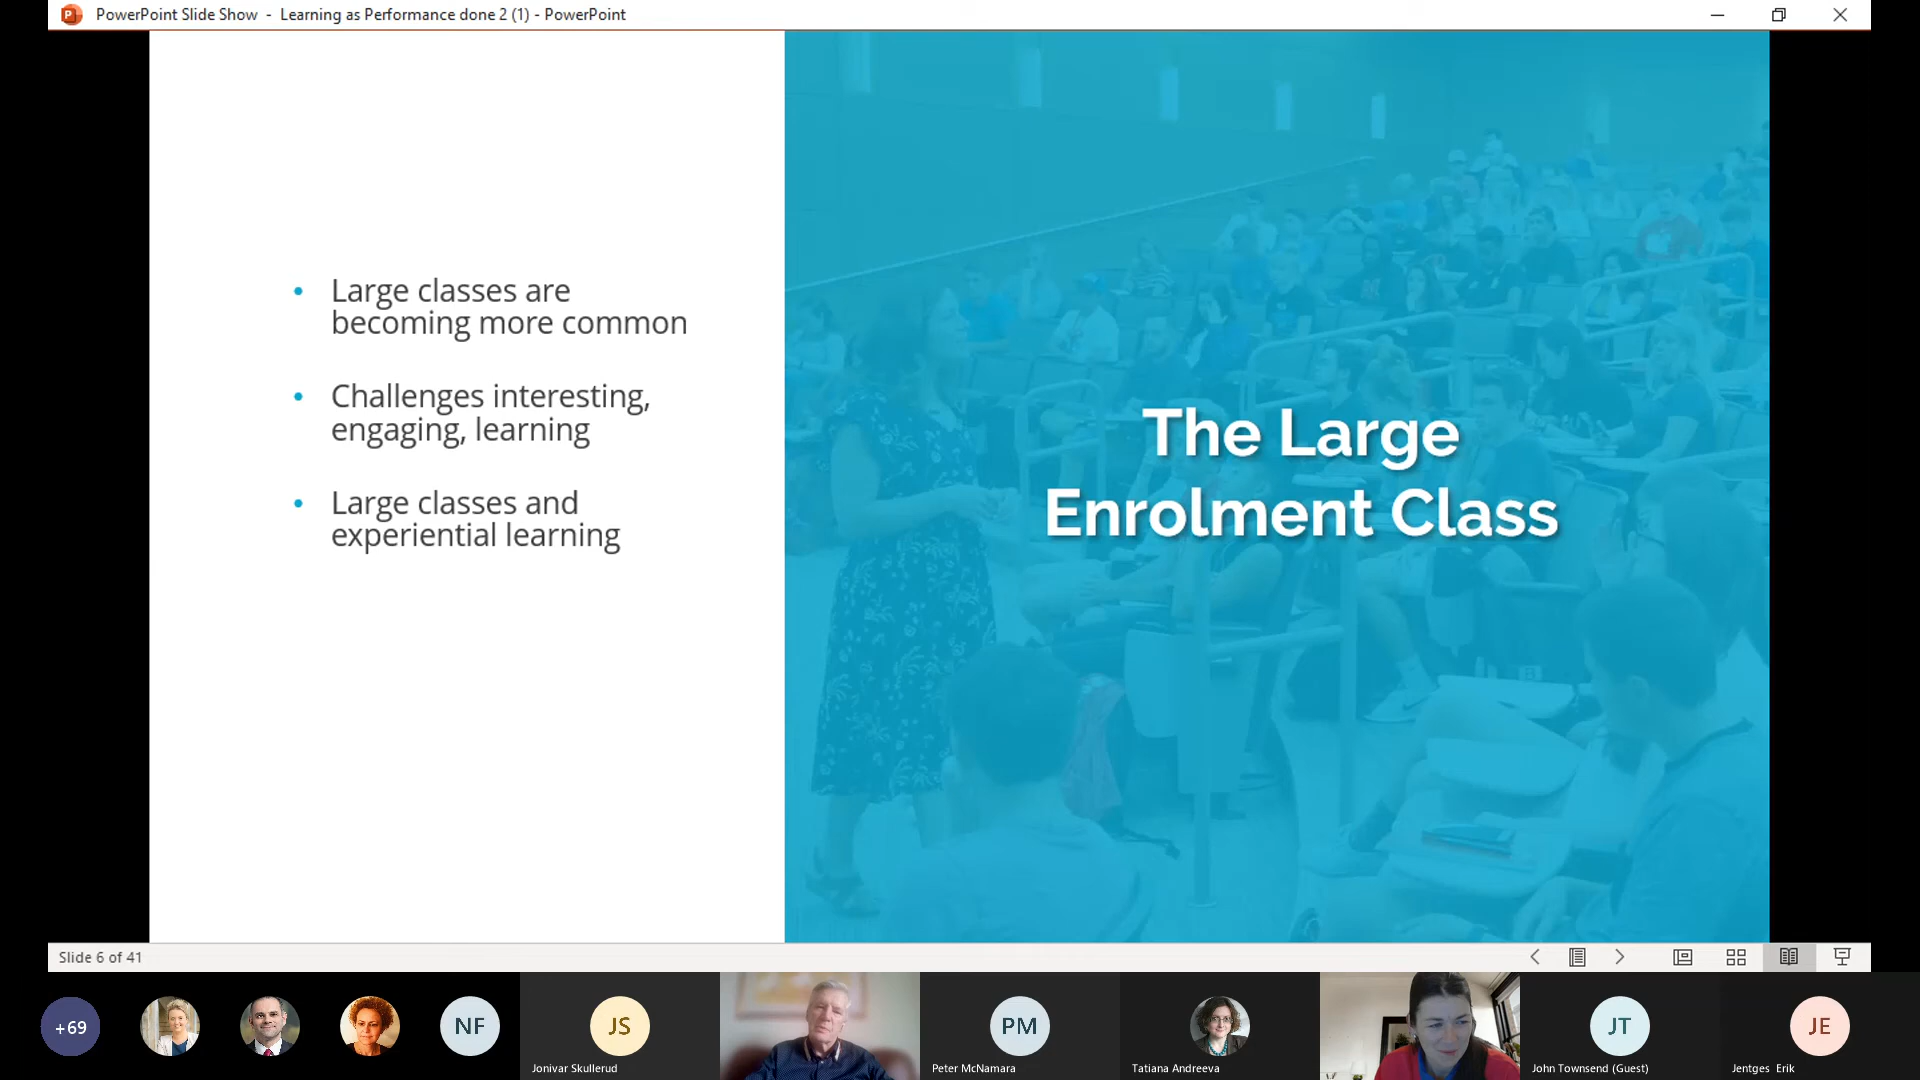 PowerPoint Slide Show - Learning as Performance done 2 (1) - PowerPoint
• Large classes are
becoming more common
• Challenges interesting,
engaging, learning
• Large classes and
experiential learning
The Large
Enrolment Class
Slide 6 of 41
+69
NF
JS
Jonivar Skullerud
PM
Peter McNamara
Tatiana Andreeva
JT
John Townsend (Guest)
JE
Jentges Erik